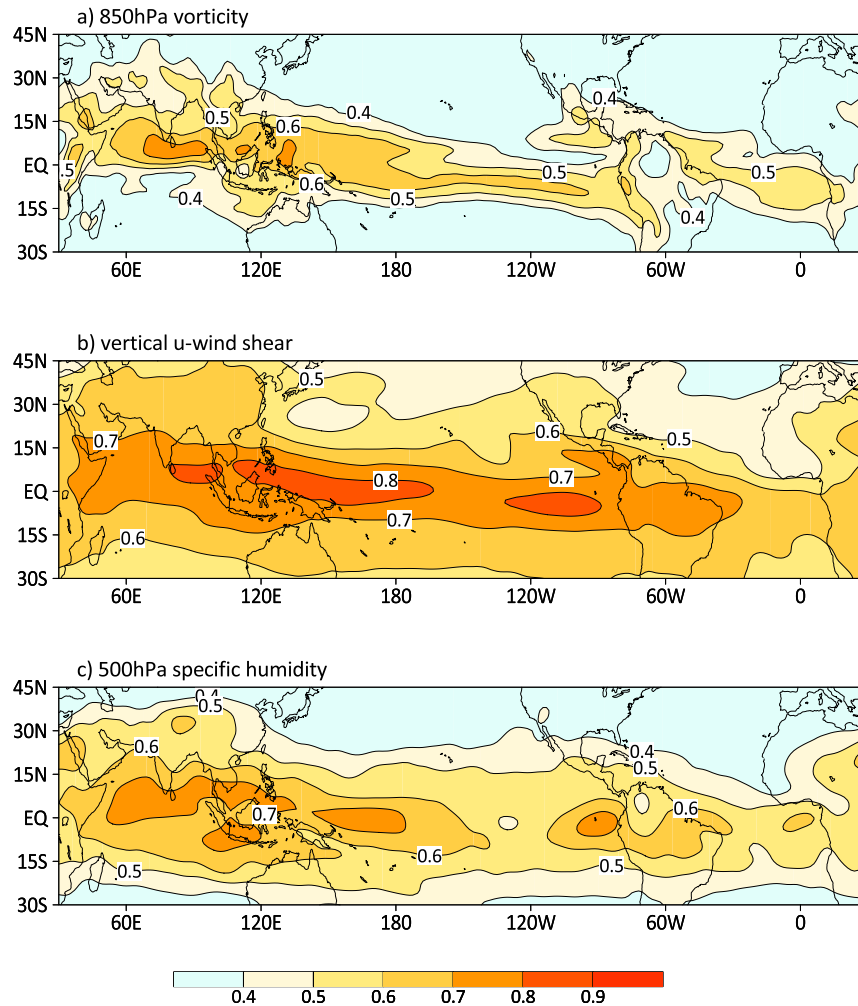 a) 850hPa vorticity
45N
30N
15N
EQ
15S
30S
0.4
0.4
0.5
0.6
.5
0.5
0.5
0.4
0.6
0.5
0.4
60E 120E 180 120W 60W 0
b) vertical u-wind shear
45N
30N
15N
EQ
15S
30S
0.5
0.6
0.7
0.5
0.8
0.7
0.7
0.6
60E 120E 180 120W 60W 0
c) 500hPa specific humidity
45N
30N
15N
EQ
15S
30S
0.4
0.5
0.6
0.4
0.5
0.6
0.7
0.6
0.5
0.5
60E 120E 180 120W 60W 0
0.4 0.5 0.6 0.7 0.8 0.9